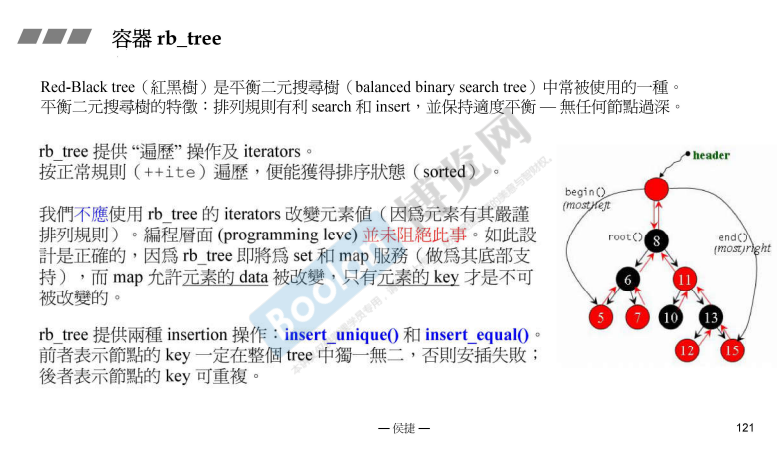 容器 rb_tree
Red-Black tree（紅黑樹）是平衡二元搜尋樹（balanced binary search tree）中常被使用的一種。
平衡二元搜尋樹的特徵：排列規則有利 search 和 insert，並保持適度平衡 — 無任何節點過深。
rb_tree 提供 “遍歷” 操作及 iterators。
按正常規則（++ite）遍歷，便能獲得排序狀態（sorted）。
我們不應使用 rb_tree 的 iterators 改變元素值（因為元素有其嚴謹
排列規則）。編程層面 (programming leve) 並未阻絕此事。如此設
計是正確的，因為 rb_tree 即將為 set 和 map 服務（做為其底部支
持），而 map 允許元素的 data 被改變，只有元素的 key 才是不可
被改變的。
rb_tree 提供兩種 insertion 操作：insert_unique() 和 insert_equal()。
前者表示節點的 key 一定在整個 tree 中獨一無二，否則安插失敗；
後者表示節點的 key 可重複。
header
begin()
(most)left
root()
end()
(most)right
8
6
11
5
7
10
13
12
15
博览网
— 侯捷 —
121